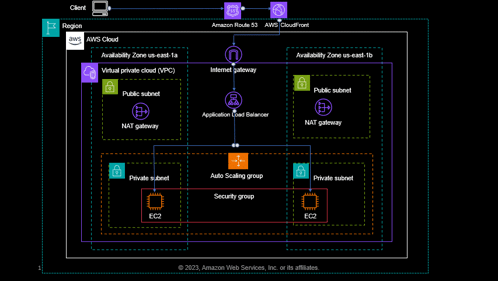 Client
Amazon Route 53
AWS CloudFront
Region
aws
AWS Cloud
Availability Zone us-east-1a
Availability Zone us-east-1b
Virtual private cloud (VPC)
Internet gateway
Public subnet
Public subnet
NAT gateway
NAT gateway
Application Load Balancer
Auto Scaling group
Private subnet
Private subnet
Security group
EC2
EC2
1
© 2023, Amazon Web Services, Inc. or its affiliates.